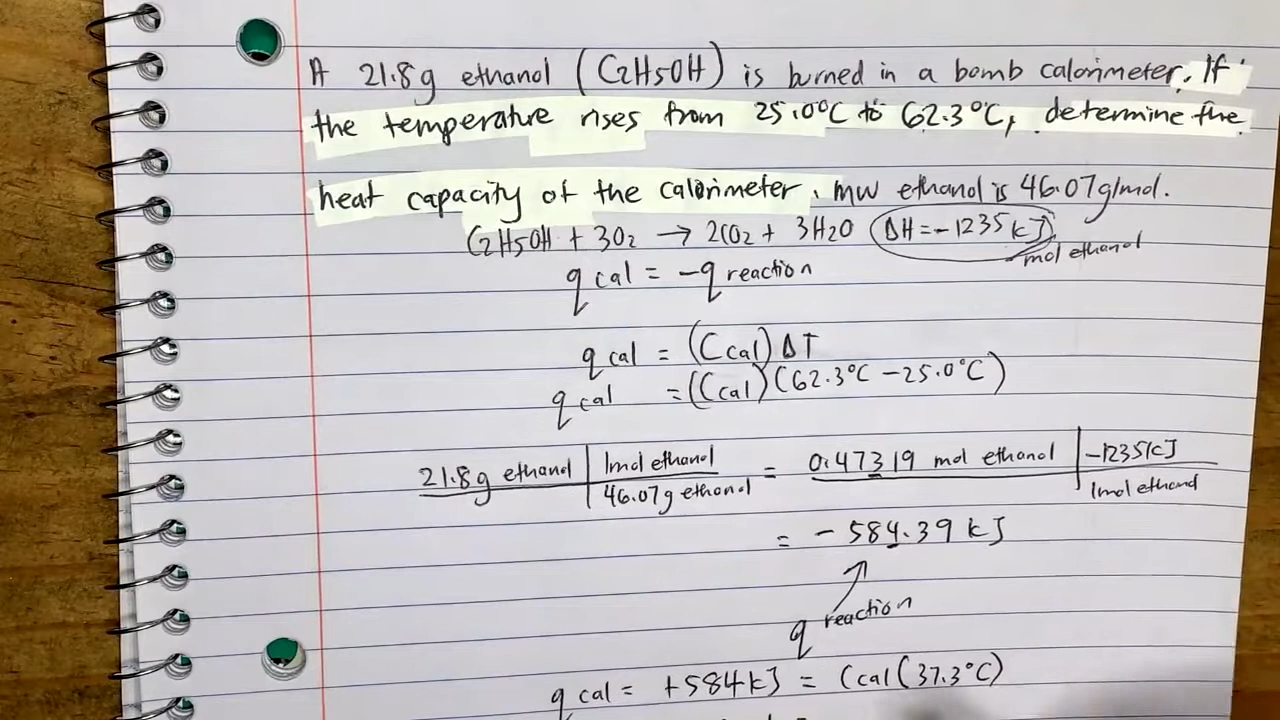 A 21.8g ethanol (C2H5OH) is burned in a bomb calorimeter. If
the temperature rises from 25.0°C to 62.3°C, determine the
heat capacity of the calorimeter. MW ethanol is 46.07g/mol.
C2H5OH + 3O2 → 2CO2 + 3H2O ΔH = -1235 kJ/mol ethanol
q cal = -q reaction
q cal = (Ccal) ΔT
q cal = (Ccal)(62.3°C - 25.0°C)
21.8g ethanol | 1mol ethanol = 0.47319 mol ethanol | -1235kJ
46.07g ethanol 1mol ethanol
= -584.39 kJ
q reaction
q cal = +584kJ = Ccal(37.3°C)